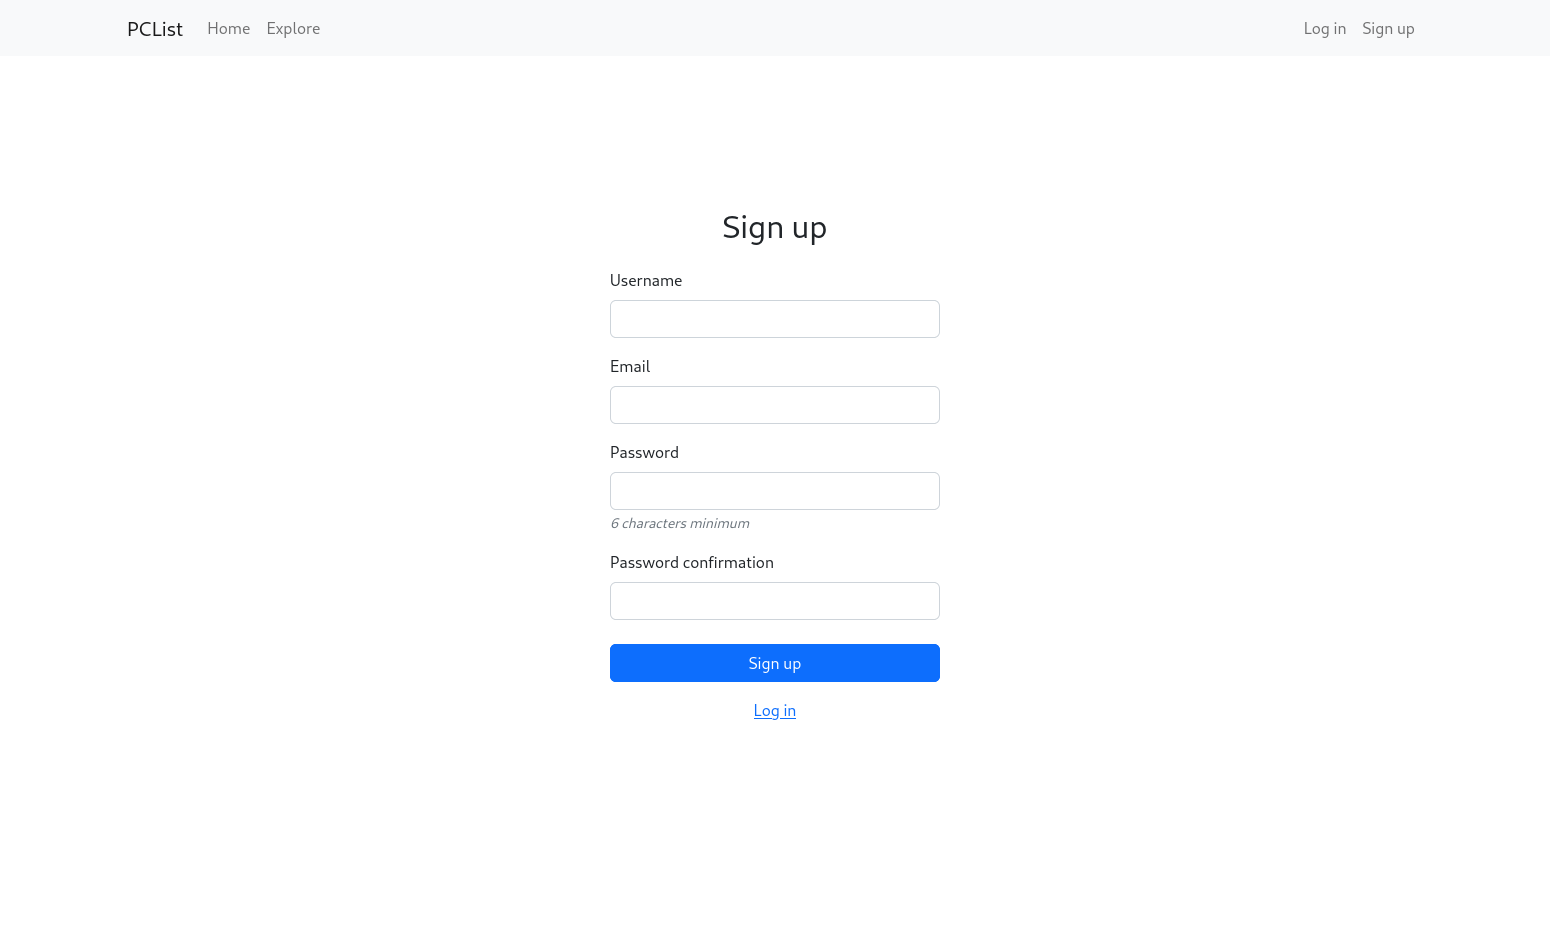 PCList Home Explore Log in Sign up
Sign up
Username
Email
Password
6 characters minimum
Password confirmation
Sign up
Log in